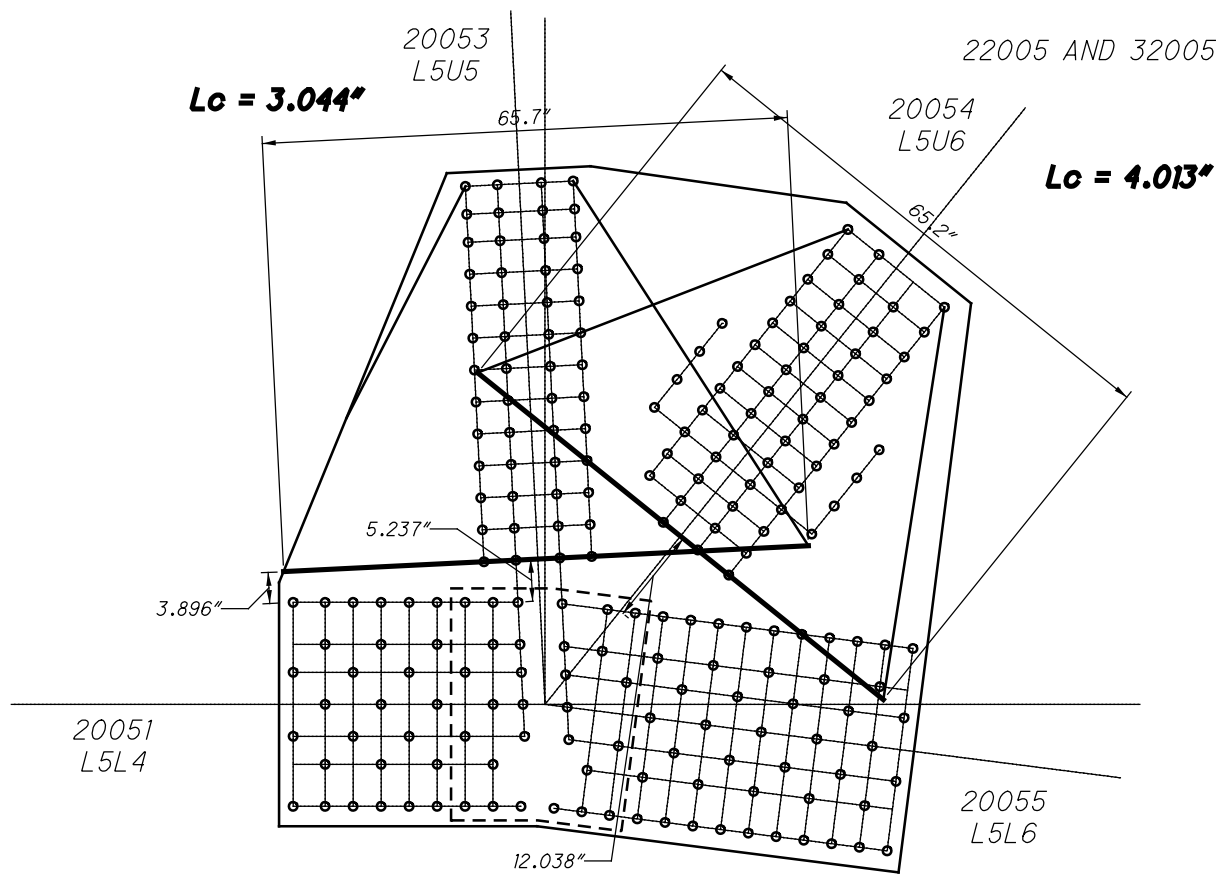 20053
L5U5
22005 AND 32005
Lc = 3.044"
65.7"
20054
L5U6
Lc = 4.013"
65.2"
5.237"
3.896"
20051
L5L4
20055
L5L6
12.038"